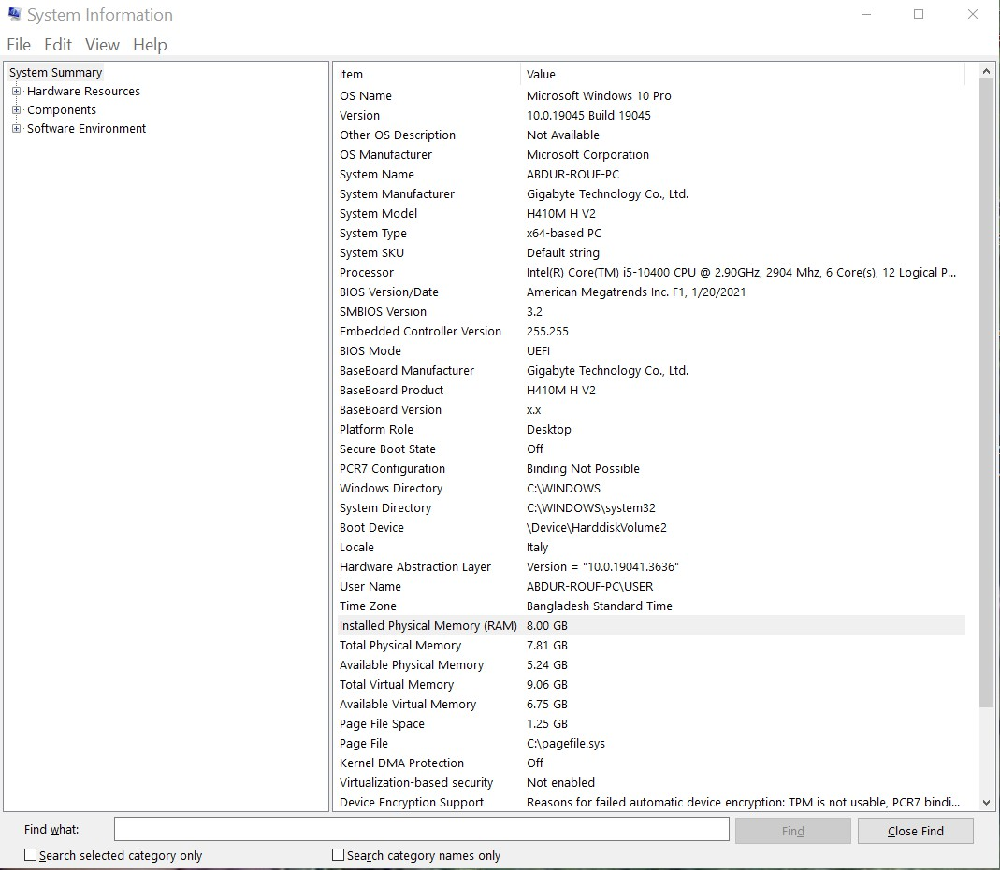 System Information
File Edit View Help
System Summary
Hardware Resources
Components
Software Environment
Item Value
OS Name Microsoft Windows 10 Pro
Version 10.0.19045 Build 19045
Other OS Description Not Available
OS Manufacturer Microsoft Corporation
System Name ABDUR-ROUF-PC
System Manufacturer Gigabyte Technology Co., Ltd.
System Model H410M H V2
System Type x64-based PC
System SKU Default string
Processor Intel(R) Core(TM) i5-10400 CPU @ 2.90GHz, 2904 Mhz, 6 Core(s), 12 Logical P...
BIOS Version/Date American Megatrends Inc. F1, 1/20/2021
SMBIOS Version 3.2
Embedded Controller Version 255.255
BIOS Mode UEFI
BaseBoard Manufacturer Gigabyte Technology Co., Ltd.
BaseBoard Product H410M H V2
BaseBoard Version x.x
Platform Role Desktop
Secure Boot State Off
PCR7 Configuration Binding Not Possible
Windows Directory C:\WINDOWS
System Directory C:\WINDOWS\system32
Boot Device \Device\HarddiskVolume2
Locale Italy
Hardware Abstraction Layer Version = "10.0.19041.3636"
User Name ABDUR-ROUF-PC\USER
Time Zone Bangladesh Standard Time
Installed Physical Memory (RAM) 8.00 GB
Total Physical Memory 7.81 GB
Available Physical Memory 5.24 GB
Total Virtual Memory 9.06 GB
Available Virtual Memory 6.75 GB
Page File Space 1.25 GB
Page File C:\pagefile.sys
Kernel DMA Protection Off
Virtualization-based security Not enabled
Device Encryption Support Reasons for failed automatic device encryption: TPM is not usable, PCR7 bindi...
Find what: Find Close Find
Search selected category only Search category names only